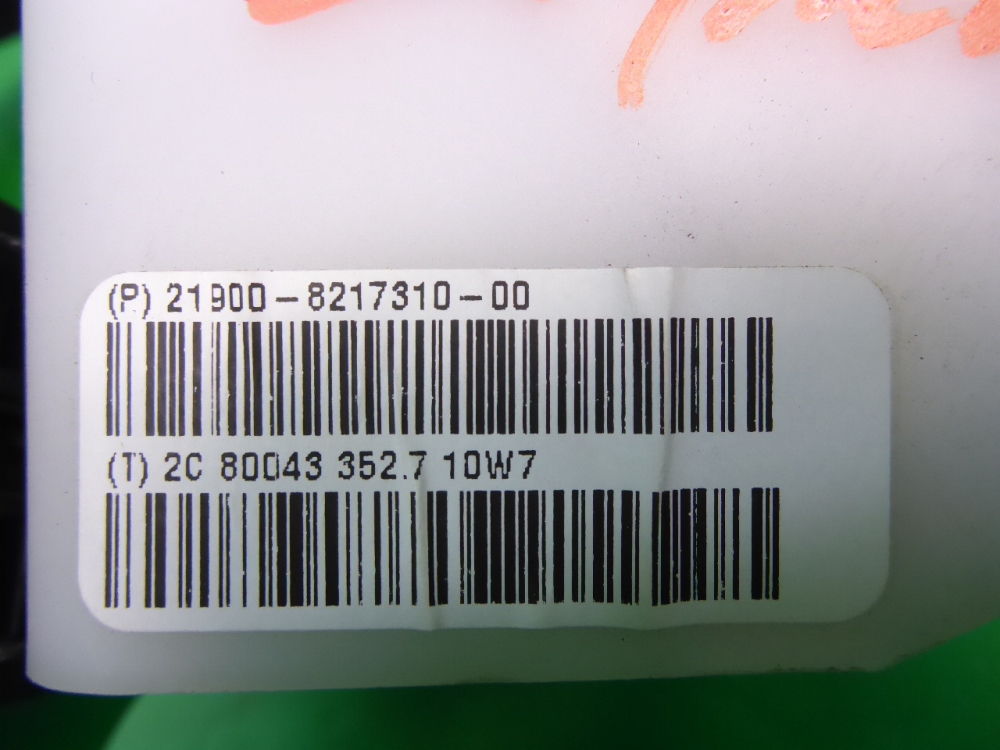 (P) 21900-8217310-00
(T) 2C 80043 352.7 10W7